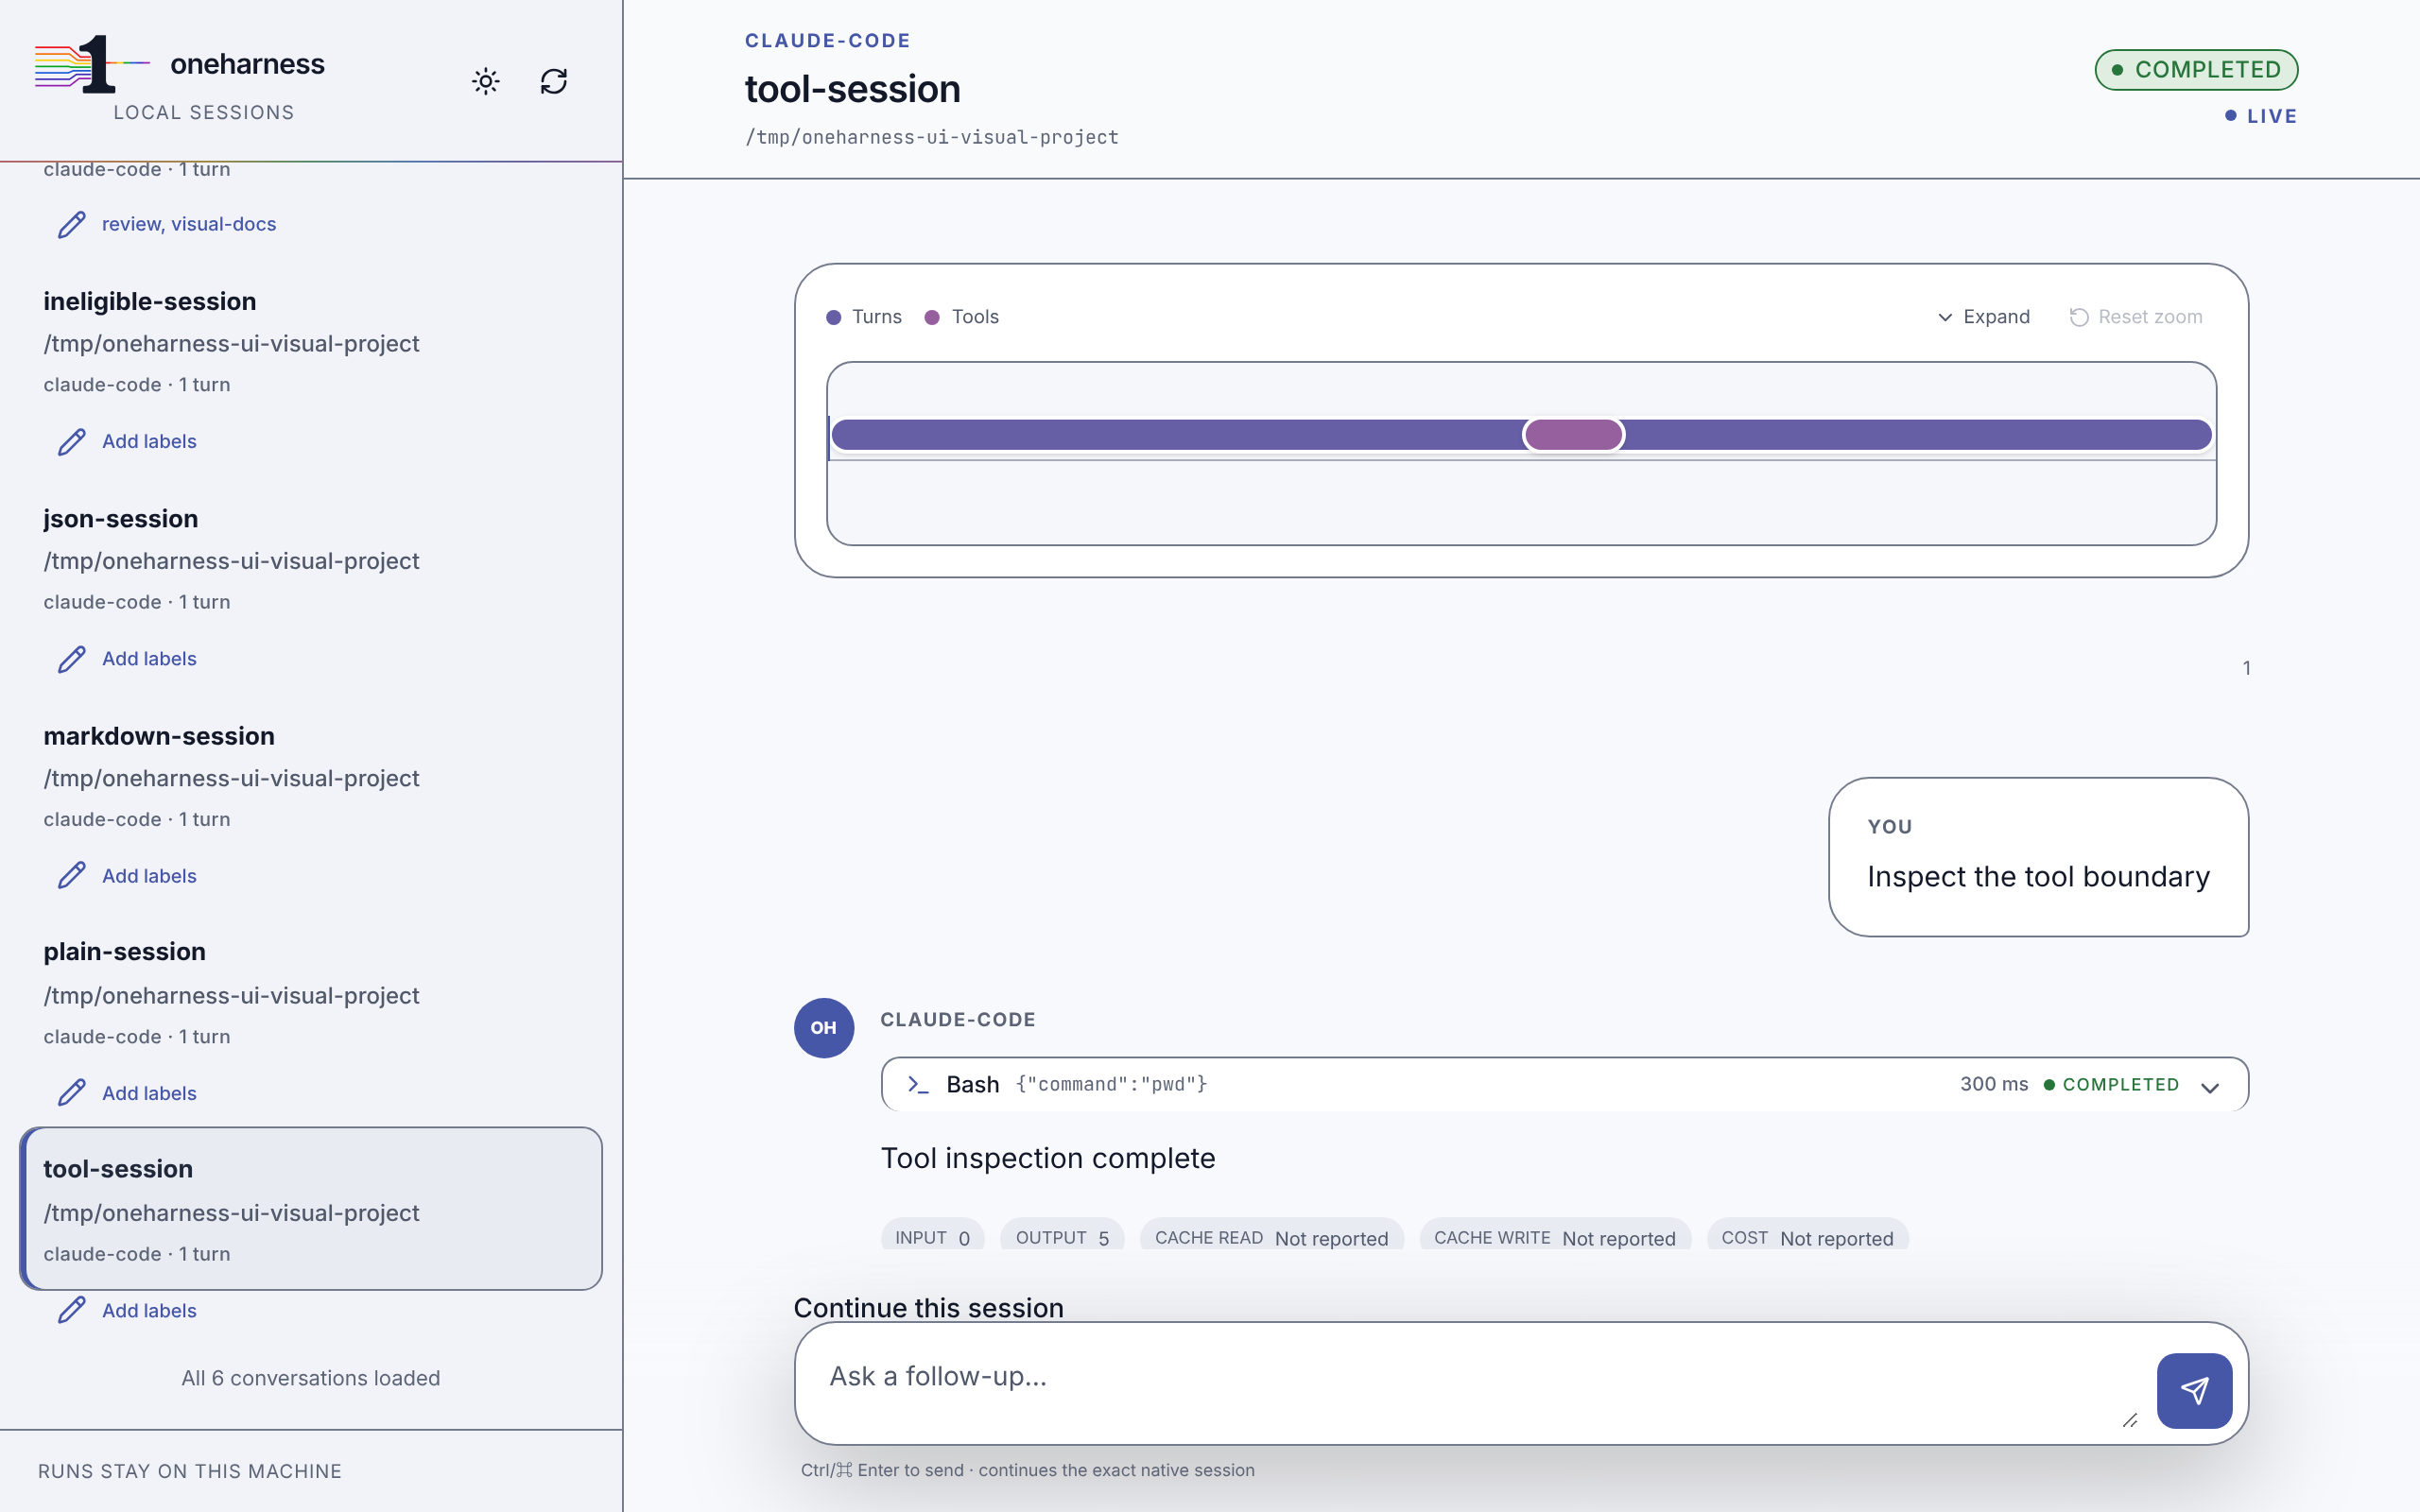 1 oneharness
LOCAL SESSIONS
claude-code · 1 turn
review, visual-docs
ineligible-session
/tmp/oneharness-ui-visual-project
claude-code · 1 turn
Add labels
json-session
/tmp/oneharness-ui-visual-project
claude-code · 1 turn
Add labels
markdown-session
/tmp/oneharness-ui-visual-project
claude-code · 1 turn
Add labels
plain-session
/tmp/oneharness-ui-visual-project
claude-code · 1 turn
Add labels
tool-session
/tmp/oneharness-ui-visual-project
claude-code · 1 turn
Add labels
All 6 conversations loaded
RUNS STAY ON THIS MACHINE
CLAUDE-CODE
tool-session
/tmp/oneharness-ui-visual-project
COMPLETED
LIVE
Turns Tools Expand Reset zoom
1
YOU
Inspect the tool boundary
OH CLAUDE-CODE
Bash {"command":"pwd"} 300 ms COMPLETED
Tool inspection complete
INPUT 0 OUTPUT 5 CACHE READ Not reported CACHE WRITE Not reported COST Not reported
Continue this session
Ask a follow-up...
Ctrl/⌘ Enter to send · continues the exact native session